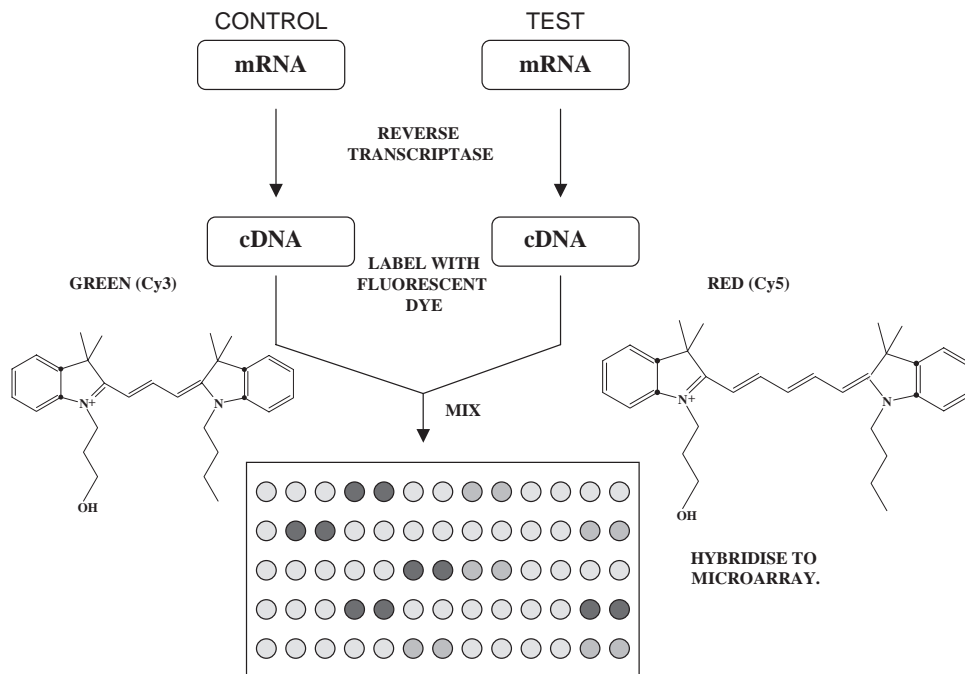 CONTROL
TEST
mRNA
mRNA
REVERSE
TRANSCRIPTASE
cDNA
cDNA
LABEL WITH
FLUORESCENT
DYE
GREEN (Cy3)
RED (Cy5)
N+
N
N+
N
MIX
OH
OH
HYBRIDISE TO
MICROARRAY.